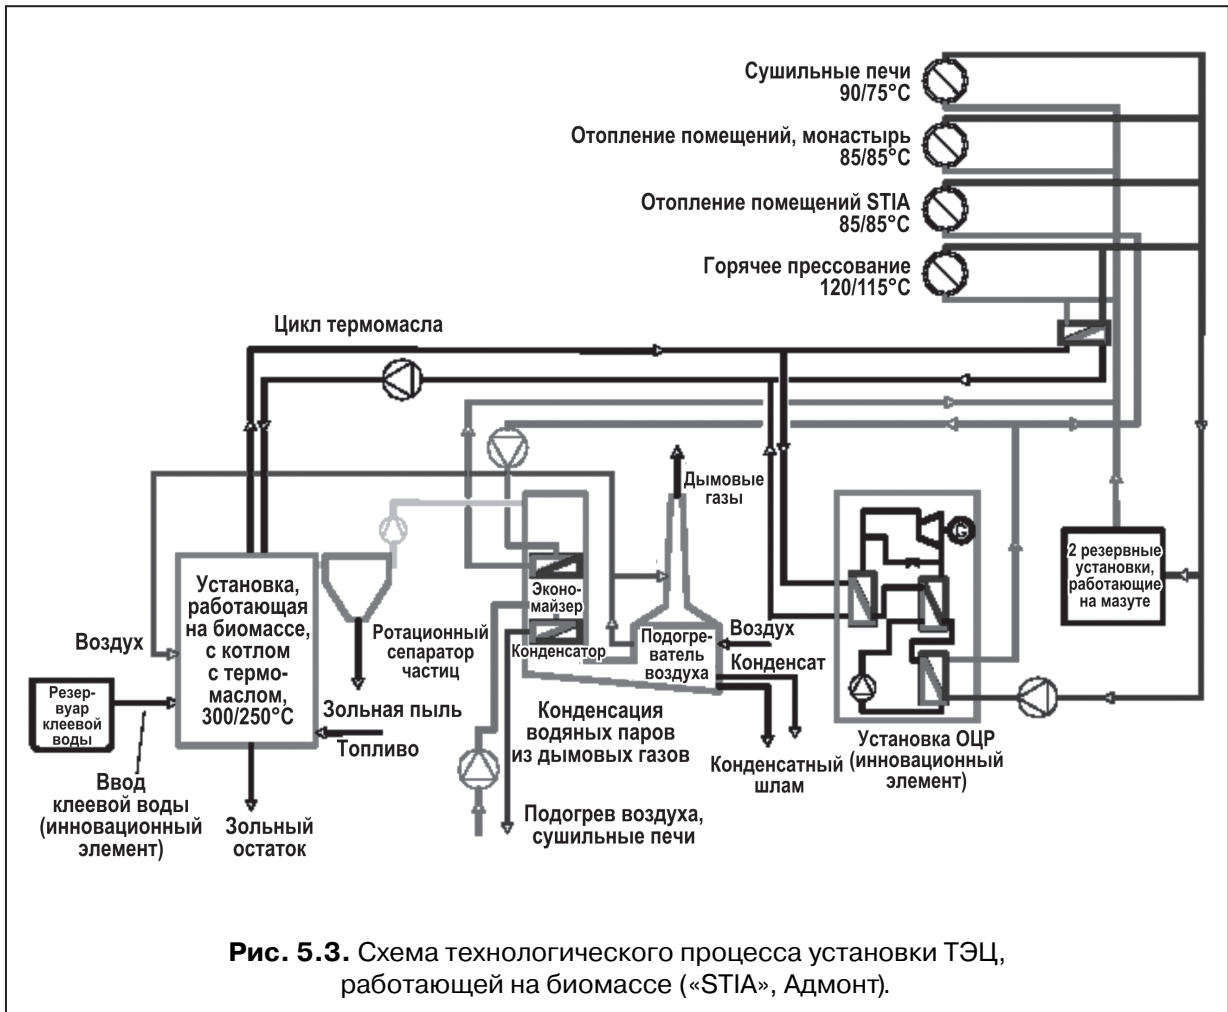 Сушильные печи
90/75°C
Отопление помещений, монастырь
85/85°C
Отопление помещений STIA
85/85°C
Горячее прессование
120/115°C
Цикл термомасла
Дымовые
газы
G
2 резервные
установки,
работающие
на мазуте
Установка,
работающая
на биомассе,
с котлом
с термо-
маслом,
300/250°C
Воздух
Резер-
вуар
клеевой
воды
Ввод
клеевой воды
(инновационный
элемент)
Зольный
остаток
Ротационный
сепаратор
частиц
Зольная пыль
Топливо
Эконо-
майзер
Конденсатор
Подогре-
ватель
воздуха
Воздух
Конденсат
Конденсация
водяных паров
из дымовых газов
Подогрев воздуха,
сушильные печи
Конденсатный
шлам
Установка ОЦР
(инновационный
элемент)
Рис. 5.3. Схема технологического процесса установки ТЭЦ,
работающей на биомассе («STIA», Адмонт).